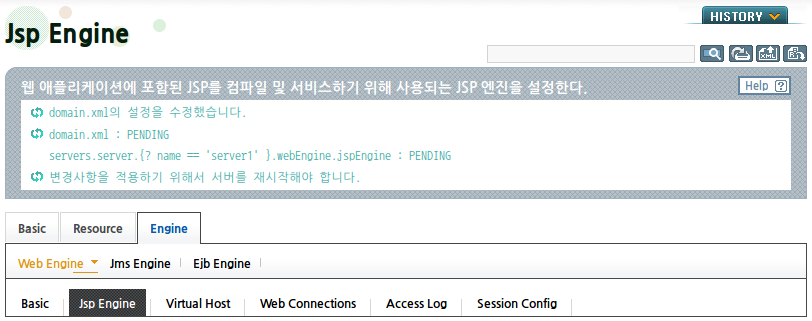 HISTORY
Jsp Engine
웹 애플리케이션에 포함된 JSP를 컴파일 및 서비스하기 위해 사용되는 JSP 엔진을 설정한다.
Help ?
domain.xml의 설정을 수정했습니다.
domain.xml : PENDING
servers.server.{? name == 'server1' }.webEngine.jspEngine : PENDING
변경사항을 적용하기 위해서 서버를 재시작해야 합니다.
Basic Resource Engine
Web Engine Jms Engine Ejb Engine
Basic Jsp Engine Virtual Host Web Connections Access Log Session Config